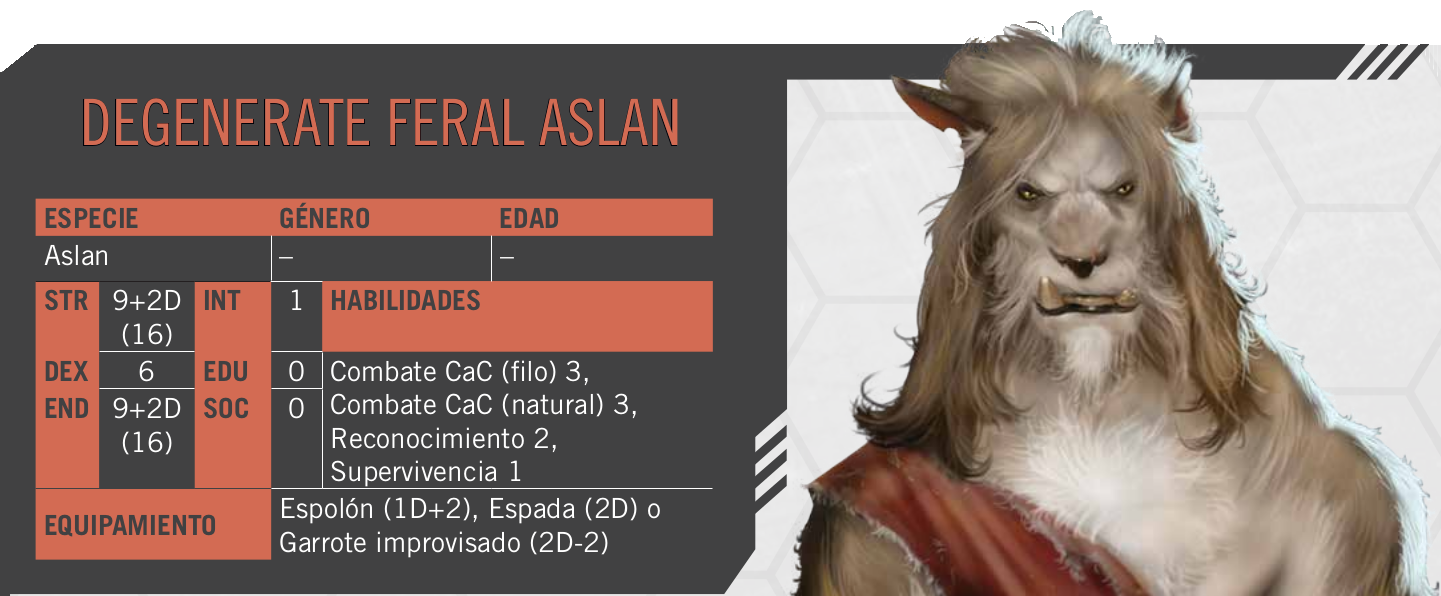 DEGENERATE FERAL ASLAN
ESPECIE GÉNERO EDAD
Aslan – –
STR 9+2D (16) INT 1 HABILIDADES
DEX 6 EDU 0 Combate CaC (filo) 3,
END 9+2D (16) SOC 0 Combate CaC (natural) 3,
Reconocimiento 2,
Supervivencia 1
EQUIPAMIENTO Espolón (1D+2), Espada (2D) o
Garrote improvisado (2D-2)